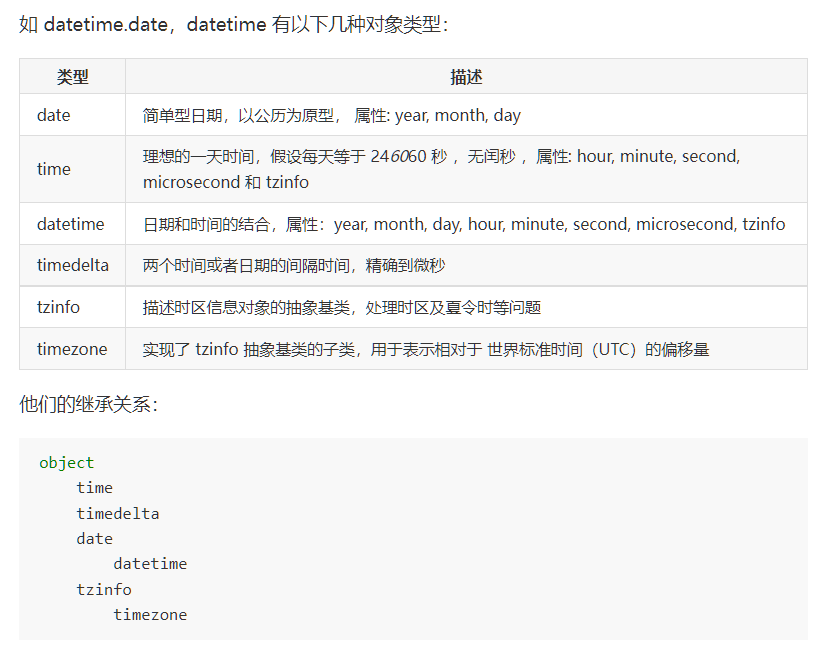 如 datetime.date，datetime 有以下几种对象类型：
类型 描述
date 简单型日期，以公历为原型， 属性: year, month, day
time 理想的一天时间，假设每天等于 246060 秒 ，无闰秒 ，属性: hour, minute, second,
microsecond 和 tzinfo
datetime 日期和时间的结合，属性：year, month, day, hour, minute, second, microsecond, tzinfo
timedelta 两个时间或者日期的间隔时间，精确到微秒
tzinfo 描述时区信息对象的抽象基类，处理时区及夏令时等问题
timezone 实现了 tzinfo 抽象基类的子类，用于表示相对于 世界标准时间（UTC）的偏移量
他们的继承关系：
object
    time
    timedelta
    date
        datetime
    tzinfo
        timezone